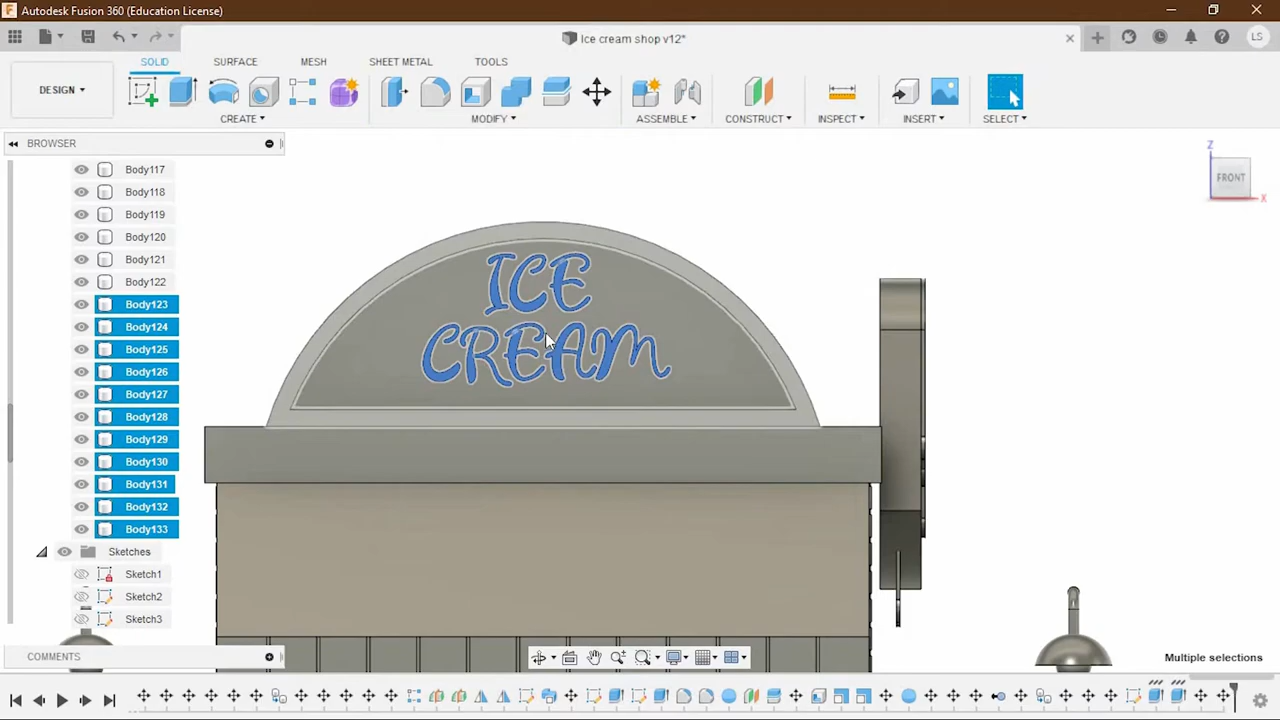 Autodesk Fusion 360 (Education License)
Ice cream shop v12*
LS
SOLID SURFACE MESH SHEET METAL TOOLS
DESIGN
CREATE MODIFY ASSEMBLE CONSTRUCT INSPECT INSERT SELECT
BROWSER
Body117
Body118
Body119
Body120
Body121
Body122
Body123
Body124
Body125
Body126
Body127
Body128
Body129
Body130
Body131
Body132
Body133
Sketches
Sketch1
Sketch2
Sketch3
Z
FRONT
X
ICE
CREAM
COMMENTS
Multiple selections